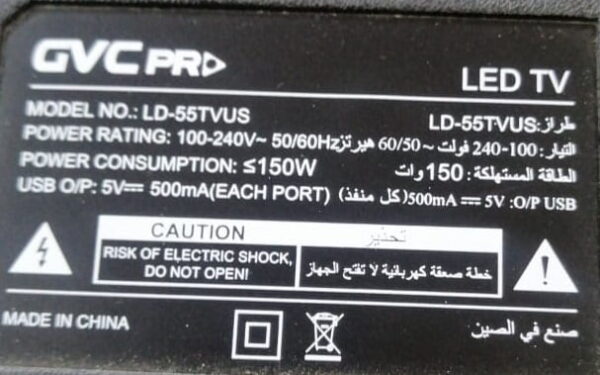 GVC PRO
LED TV
MODEL NO.: LD-55TVUS
طراز: LD-55TVUS
POWER RATING: 100-240V~ 50/60Hz
التيار: 100-240 فولت ~ 60/50 هيرتز
POWER CONSUMPTION: ≤150W
الطاقة المستهلكة: 150 وات
USB O/P: 5V⎓ 500mA(EACH PORT)
O/P USB: 5V ⎓ 500mA (كل منفذ)
CAUTION
RISK OF ELECTRIC SHOCK,
DO NOT OPEN!
تحذير
خطة صعقة كهربائية لا تفتح الجهاز
MADE IN CHINA
صنع في الصين